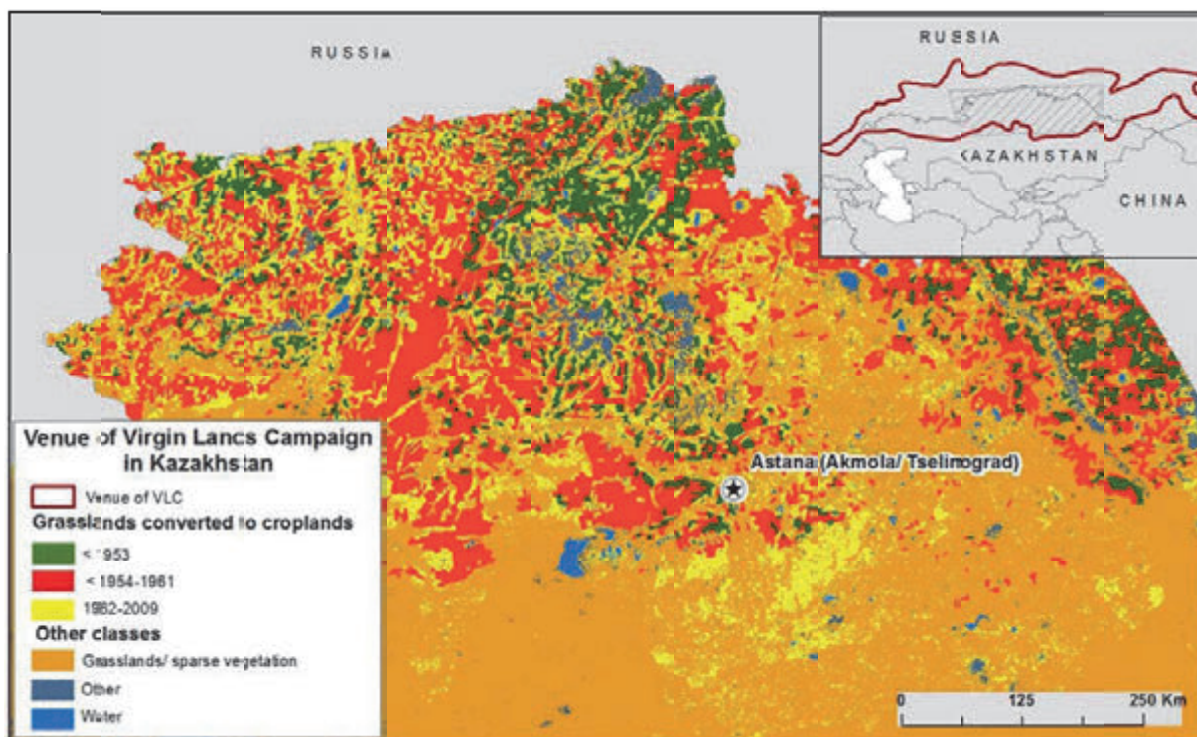 RUSSIA
RUSSIA
KAZAKHSTAN
CHINA
Astana (Akmola/ Tselinograd)
Venue of Virgin Lancs Campaign
in Kazakhstan
Venue of VLC
Grasslands converted to croplands
< 1953
< 1954-1961
1962-2009
Other classes
Grasslands/ sparse vegetation
Other
Water
0 125 250 Km